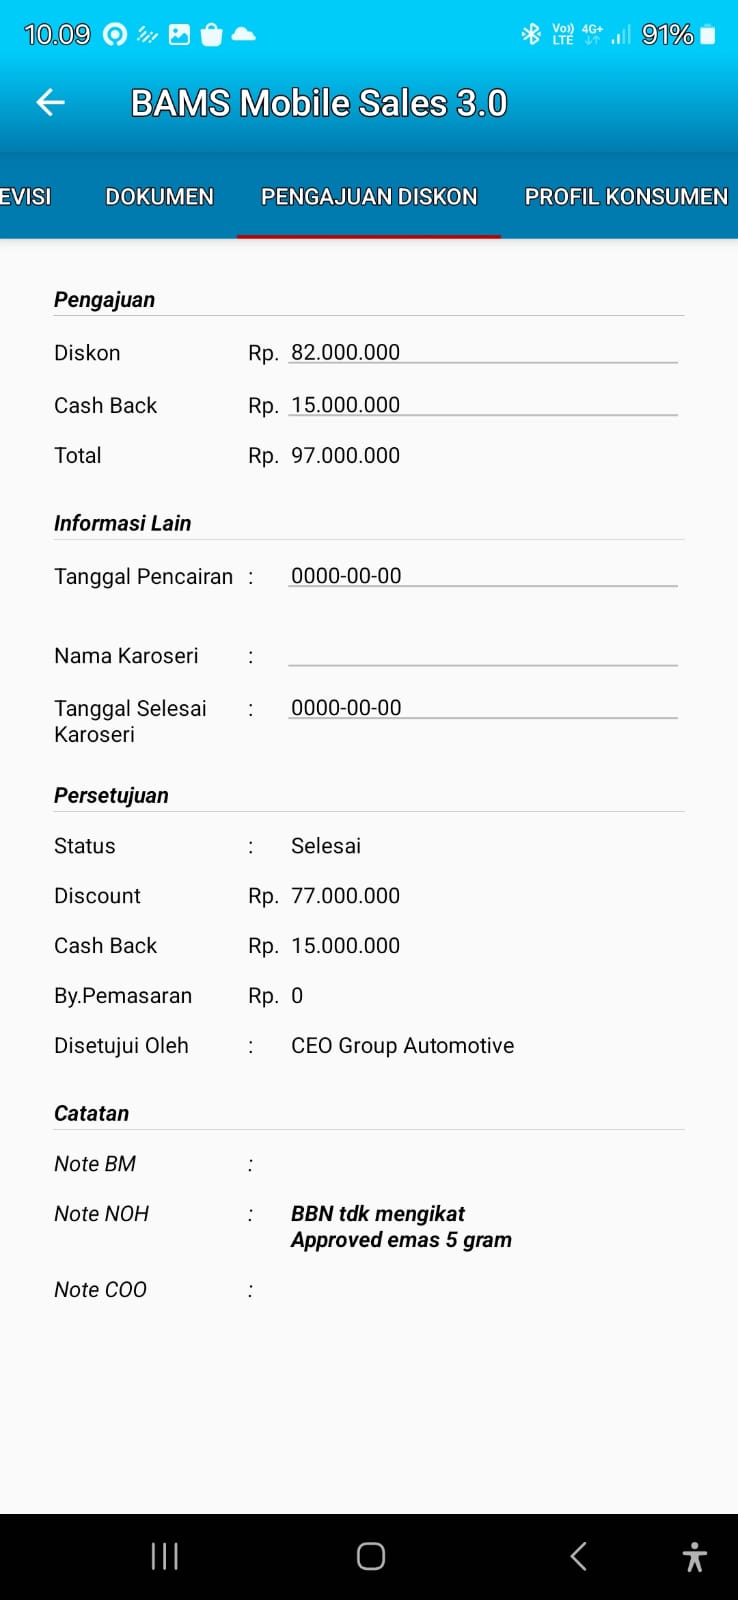 10.09 Vo)) LTE 4G+ 91%
BAMS Mobile Sales 3.0
EVISI DOKUMEN PENGAJUAN DISKON PROFIL KONSUMEN
Pengajuan
Diskon Rp. 82.000.000
Cash Back Rp. 15.000.000
Total Rp. 97.000.000
Informasi Lain
Tanggal Pencairan : 0000-00-00
Nama Karoseri :
Tanggal Selesai : 0000-00-00
Karoseri
Persetujuan
Status : Selesai
Discount Rp. 77.000.000
Cash Back Rp. 15.000.000
By.Pemasaran Rp. 0
Disetujui Oleh : CEO Group Automotive
Catatan
Note BM :
Note NOH : BBN tdk mengikat
Approved emas 5 gram
Note COO :